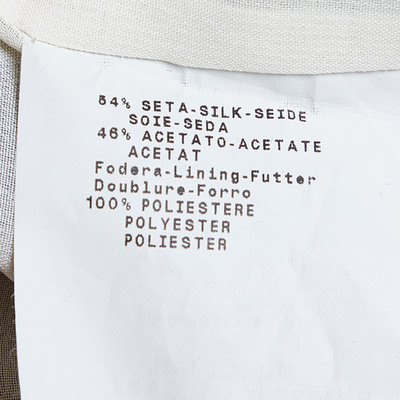 54% SETA-SILK-SEIDE
SOIE-SEDA
46% ACETATO-ACETATE
ACETAT
Fodera-Lining-Futter
Doublure-Forro
100% POLIESTERE
POLYESTER
POLIESTER